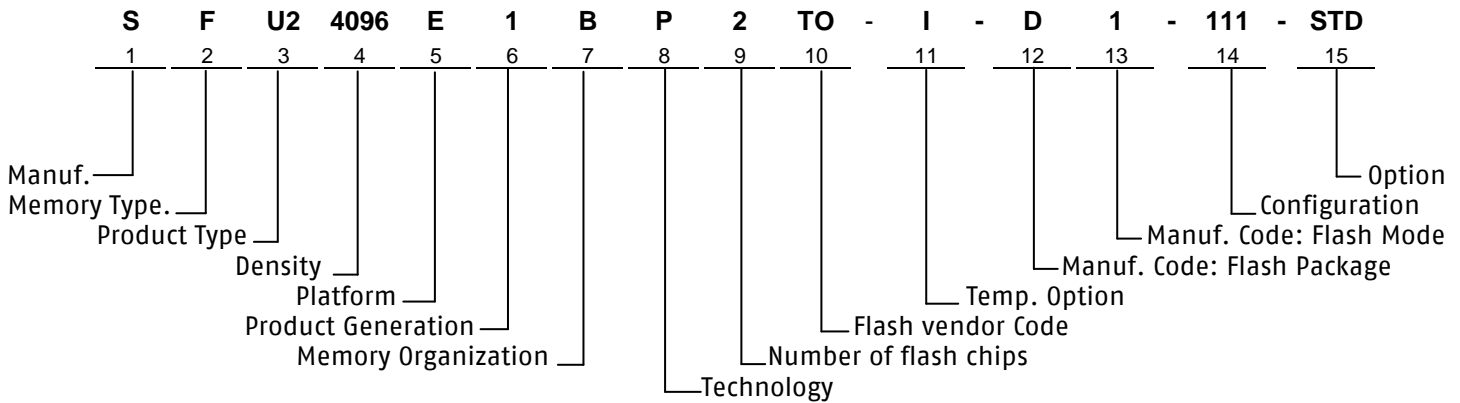 S F U2 4096 E 1 B P 2 TO - I - D 1 - 111 - STD
1 2 3 4 5 6 7 8 9 10 11 12 13 14 15
Manuf. Option
Memory Type. Configuration
Product Type Manuf. Code: Flash Mode
Density Manuf. Code: Flash Package
Platform Temp. Option
Product Generation Flash vendor Code
Memory Organization Number of flash chips
Technology